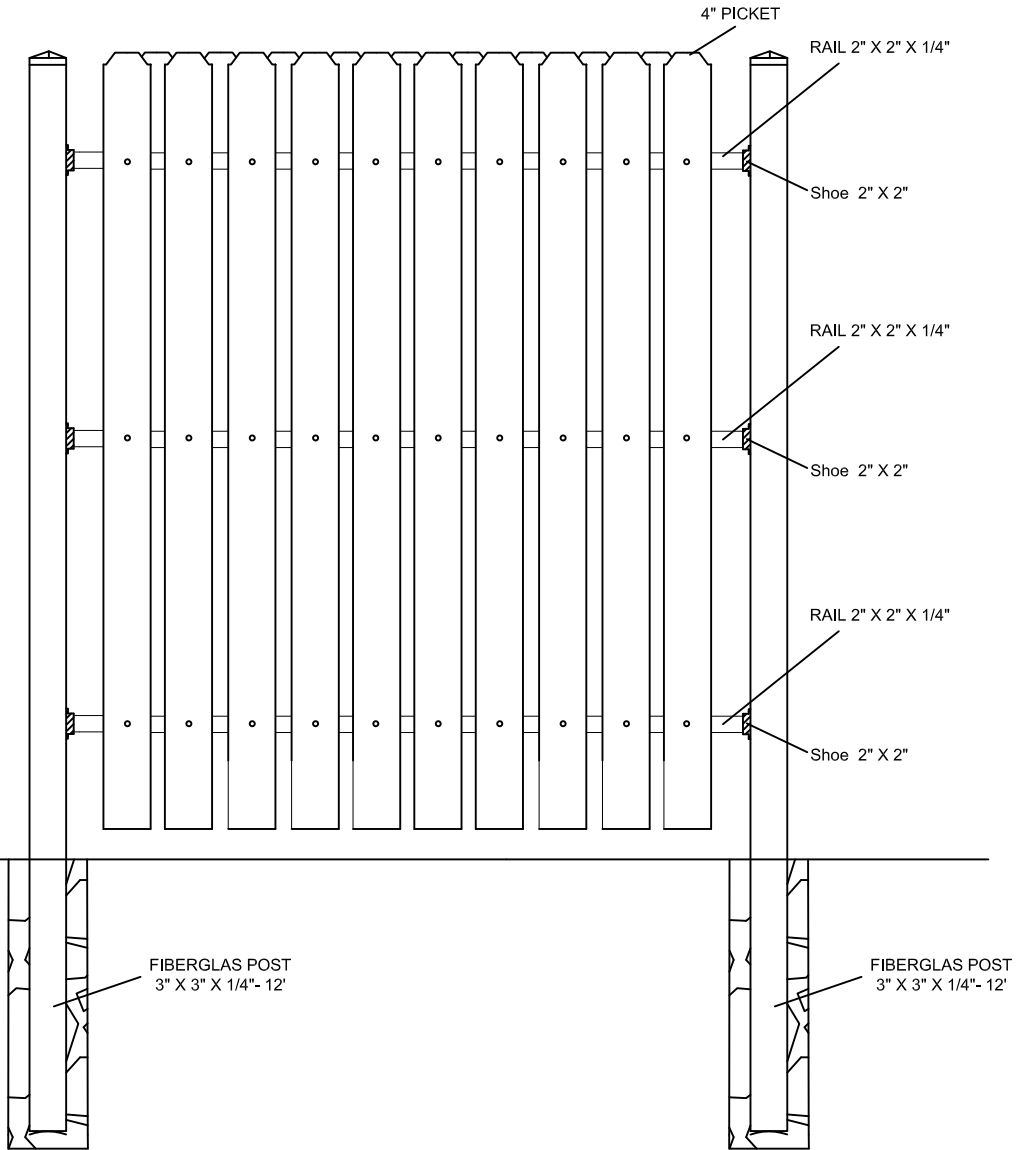 4" PICKET
RAIL 2" X 2" X 1/4"
Shoe 2" X 2"
RAIL 2" X 2" X 1/4"
Shoe 2" X 2"
RAIL 2" X 2" X 1/4"
Shoe 2" X 2"
FIBERGLAS POST
3" X 3" X 1/4"- 12'
FIBERGLAS POST
3" X 3" X 1/4"- 12'